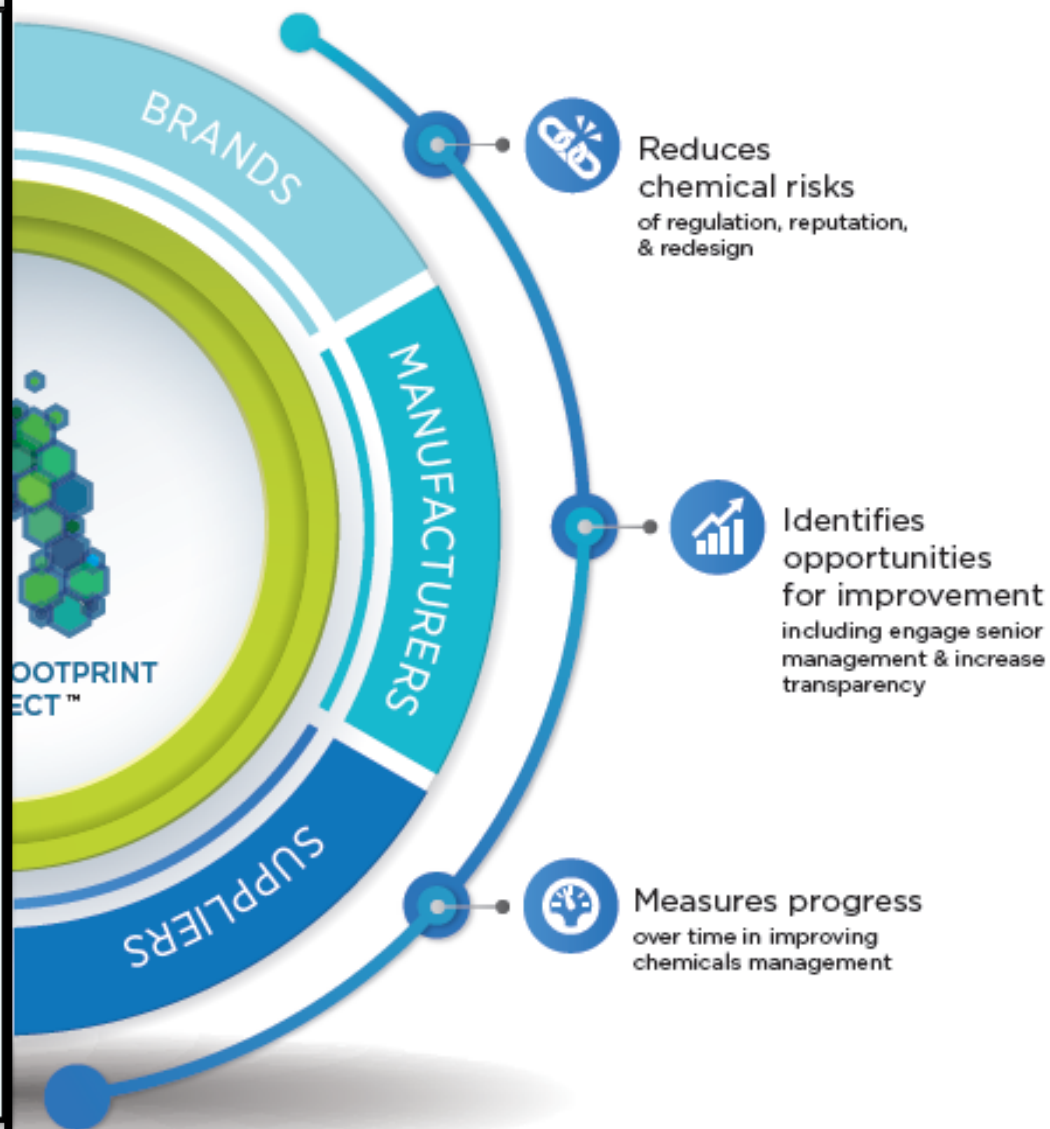 BRANDS
MANUFACTURERS
SUPPLIERS
OOTPRINT
ECT™
Reduces
chemical risks
of regulation, reputation,
& redesign
Identifies
opportunities
for improvement
including engage senior
management & increase
transparency
Measures progress
over time in improving
chemicals management